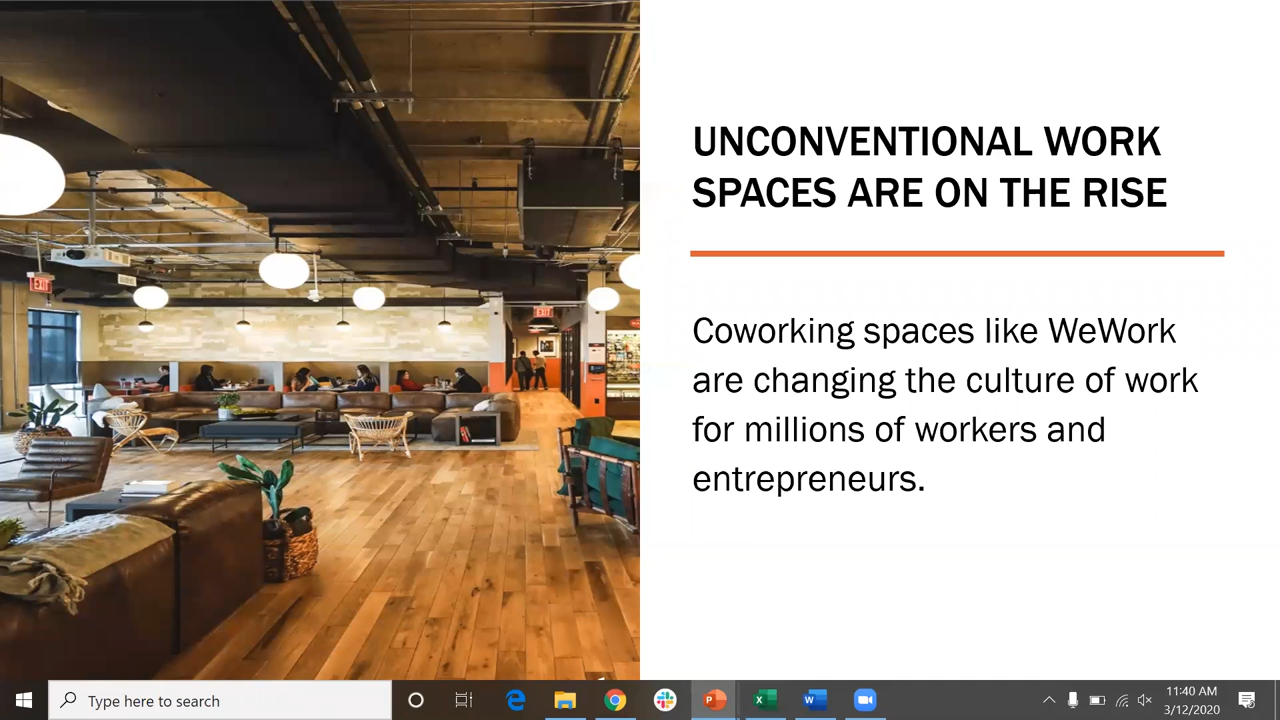 EXIT
EXIT
UNCONVENTIONAL WORK
SPACES ARE ON THE RISE
Coworking spaces like WeWork
are changing the culture of work
for millions of workers and
entrepreneurs.
Type here to search
11:40 AM
3/12/2020